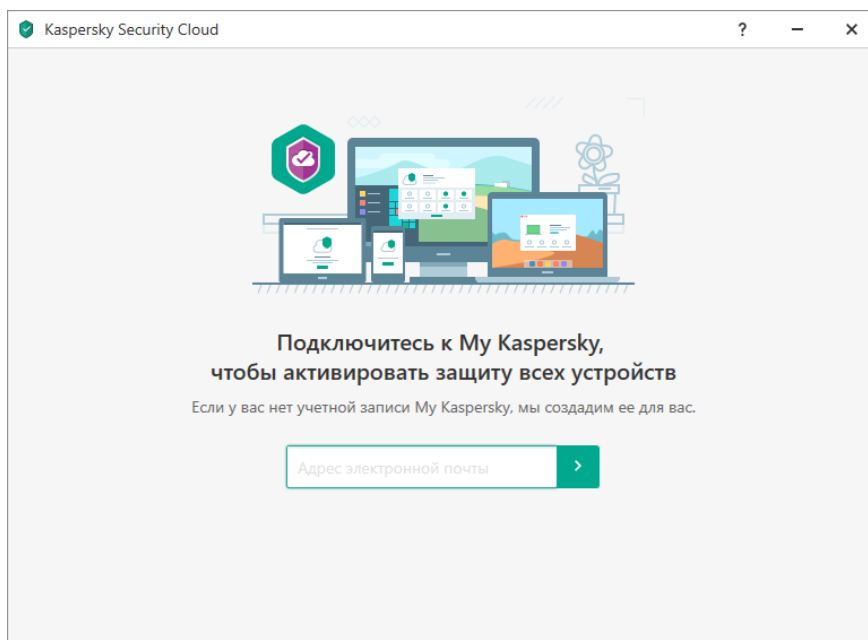 Kaspersky Security Cloud
?
Подключитесь к My Kaspersky,
чтобы активировать защиту всех устройств
Если у вас нет учетной записи My Kaspersky, мы создадим ее для вас.
Адрес электронной почты